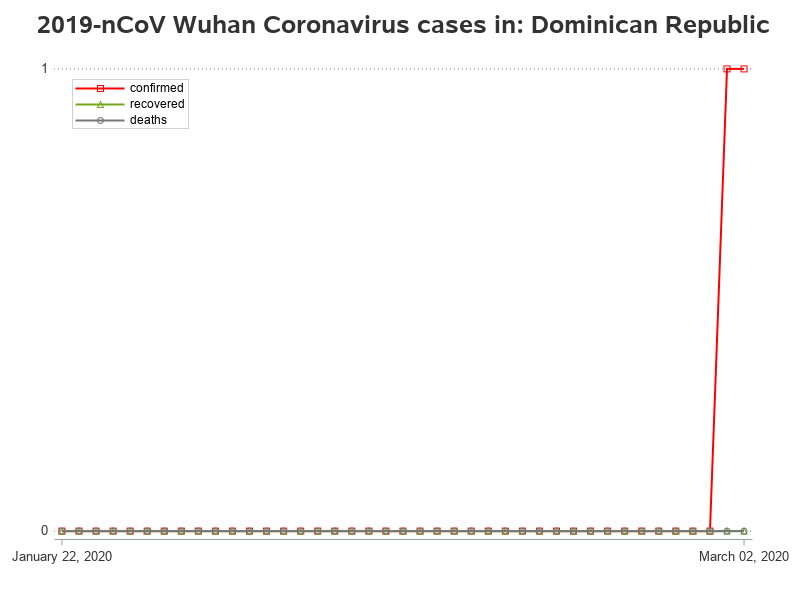 2019-nCoV Wuhan Coronavirus cases in: Dominican Republic
1
confirmed
recovered
deaths
0
January 22, 2020
March 02, 2020